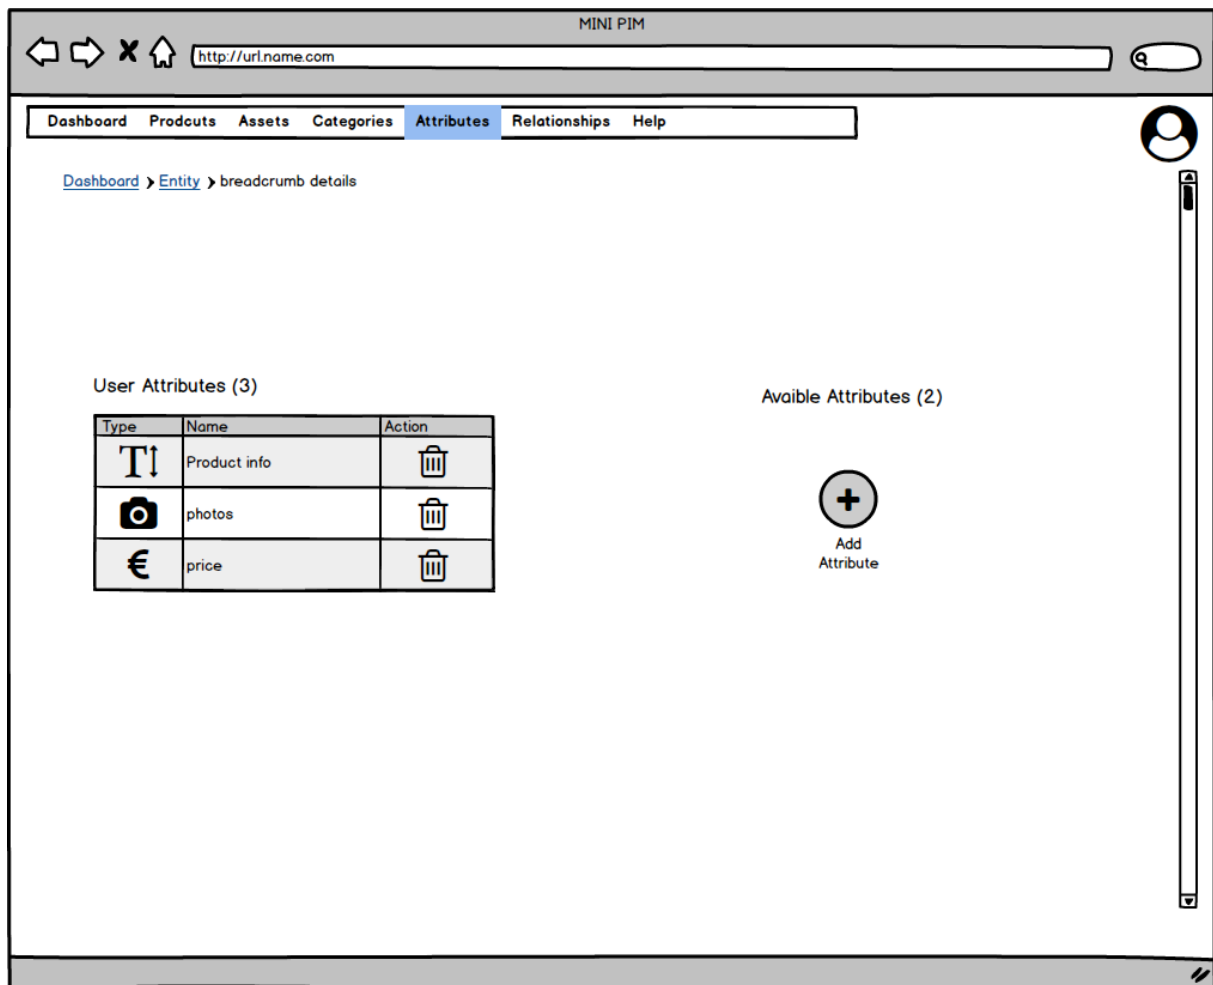 MINI PIM
http://url.name.com
Dashboard Prodcuts Assets Categories Attributes Relationships Help
Dashboard > Entity > breadcrumb details
User Attributes (3)
Avaible Attributes (2)
Type Name Action
T Product info
photos
€ price
Add
Attribute